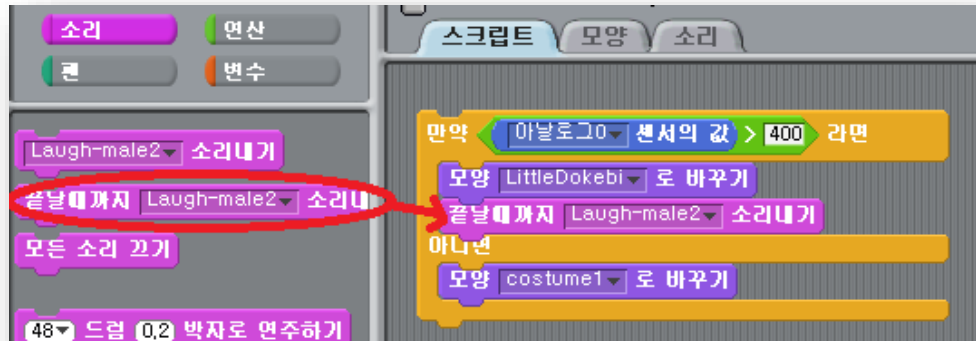 소리 연산
펜 변수
Laugh-male2 소리내기
끝날때까지 Laugh-male2 소리내
모든 소리 끄기
48 드럼 0,2 박자로 연주하기
스크립트 모양 소리
만약 아날로그0 센서의 값 > 400 라면
모양 LittleDokebi 로 바꾸기
끝날때까지 Laugh-male2 소리내기
아니면
모양 costume1 로 바꾸기